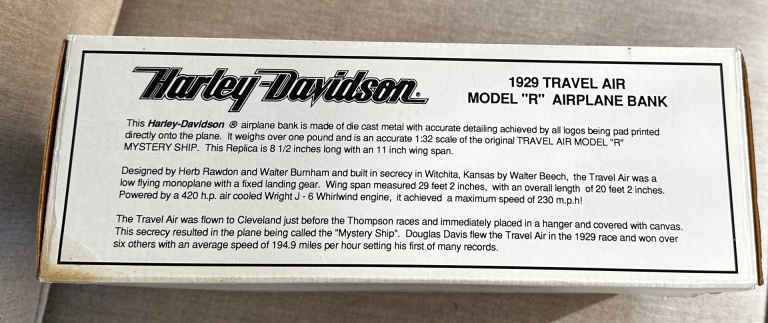 Harley-Davidson®
1929 TRAVEL AIR
MODEL "R" AIRPLANE BANK
This Harley-Davidson ® airplane bank is made of die cast metal with accurate detailing achieved by all logos being pad printed
directly onto the plane. It weighs over one pound and is an accurate 1:32 scale of the original TRAVEL AIR MODEL "R"
MYSTERY SHIP. This Replica is 8 1/2 inches long with an 11 inch wing span.
Designed by Herb Rawdon and Walter Burnham and built in secrecy in Witchita, Kansas by Walter Beech, the Travel Air was a
low flying monoplane with a fixed landing gear. Wing span measured 29 feet 2 inches, with an overall length of 20 feet 2 inches.
Powered by a 420 h.p. air cooled Wright J - 6 Whirlwind engine, it achieved a maximum speed of 230 m.p.h!
The Travel Air was flown to Cleveland just before the Thompson races and immediately placed in a hanger and covered with canvas.
This secrecy resulted in the plane being called the "Mystery Ship". Douglas Davis flew the Travel Air in the 1929 race and won over
six others with an average speed of 194.9 miles per hour setting his first of many records.